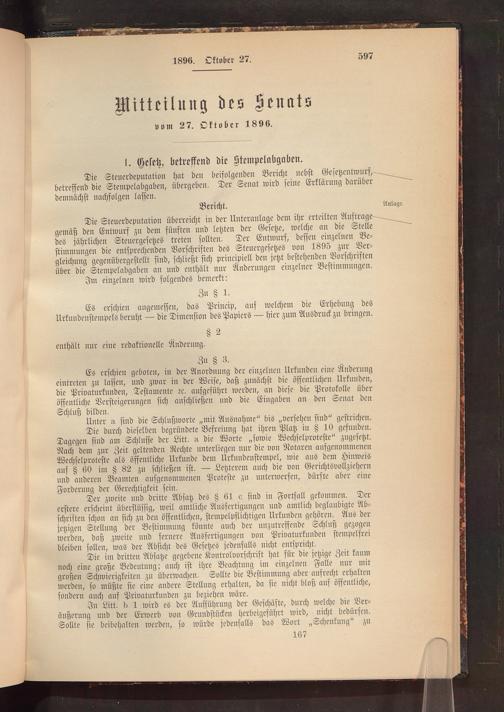 1896. Oktober 27.
597
Mitteilung des Senats
vom 27. Oktober 1896.
1. Gesetz, betreffend die Stempelabgaben.
Die Steuerdeputation hat den beifolgenden Bericht nebst Gesetzentwurf,
betreffend die Stempelabgaben, übergeben. Der Senat wird seine Erklärung darüber
demnächst nachfolgen lassen.
Bericht.
Anlage.
Die Steuerdeputation überreicht in der Unteranlage dem ihr erteilten Auftrage
gemäß den Entwurf zu dem fünften und letzten der Gesetze, welche an die Stelle
des jährlichen Steuergesetzes treten sollten. Der Entwurf, dessen einzelnen Be-
stimmungen die entsprechenden Vorschriften des Steuergesetzes von 1895 zur Ver-
gleichung gegenübergestellt sind, schließt sich principiell den jetzt bestehenden Vorschriften
über die Stempelabgaben an und enthält nur Änderungen einzelner Bestimmungen.
Im einzelnen wird folgendes bemerkt:
Zu § 1.
Es erschien angemessen, das Princip, auf welchem die Erhebung des
Urkundenstempels beruht — die Dimension des Papiers — hier zum Ausdruck zu bringen.
§ 2
enthält nur eine redaktionelle Änderung.
Zu § 3.
Es erschien geboten, in der Anordnung der einzelnen Urkunden eine Änderung
eintreten zu lassen, und zwar in der Weise, daß zunächst die öffentlichen Urkunden,
die Privaturkunden, Testamente ꝛc. aufgeführt werden, an diese die Protokolle über
öffentliche Versteigerungen sich anschließen und die Eingaben an den Senat den
Schluß bilden.
Unter a sind die Schlußworte „mit Ausnahme“ bis „versehen sind“ gestrichen.
Die durch dieselben begründete Befreiung hat ihren Platz in § 10 gefunden.
Dagegen sind am Schlusse der Litt. a die Worte „sowie Wechselproteste“ zugesetzt.
Nach dem zur Zeit geltenden Rechte unterliegen nur die von Notaren aufgenommenen
Wechselproteste als öffentliche Urkunde dem Urkundenstempel, wie aus dem Hinweis
auf § 60 im § 82 zu schließen ist. — Letzterem auch die von Gerichtsvollziehern
und anderen Beamten aufgenommenen Proteste zu unterwerfen, dürfte aber eine
Forderung der Gerechtigkeit sein.
Der zweite und dritte Absatz des § 61 c sind in Fortfall gekommen. Der
erstere erscheint überflüssig, weil amtliche Ausfertigungen und amtlich beglaubigte Ab-
schriften schon an sich zu den öffentlichen, stempelpflichtigen Urkunden gehören. Aus der
jetzigen Stellung der Bestimmung könnte auch der unzutreffende Schluß gezogen
werden, daß zweite und fernere Ausfertigungen von Privaturkunden stempelfrei
bleiben sollen, was der Absicht des Gesetzes jedenfalls nicht entspricht.
Die im dritten Absatze gegebene Kontrolvorschrift hat für die jetzige Zeit kaum
noch eine große Bedeutung; auch ist ihre Beachtung im einzelnen Falle nur mit
großen Schwierigkeiten zu überwachen. Sollte die Bestimmung aber aufrecht erhalten
werden, so müßte sie eine andere Stellung erhalten, da sie nicht bloß auf öffentliche,
sondern auch auf Privaturkunden zu beziehen wäre.
In Litt. b 1 wird es der Aufführung der Geschäfte, durch welche die Ver-
äußerung und der Erwerb von Grundstücken herbeigeführt wird, nicht bedürfen.
Sollte sie beibehalten werden, so würde jedenfalls das Wort „Schenkung“ zu
167